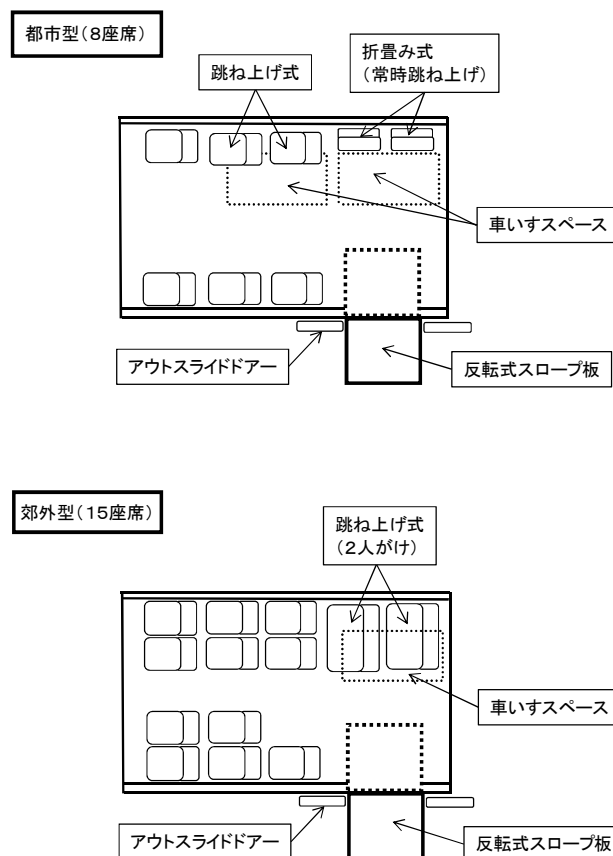 都市型(8座席)
跳ね上げ式
折畳み式
(常時跳ね上げ)
車いすスペース
アウトスライドドアー
反転式スロープ板
郊外型(15座席)
跳ね上げ式
(2人がけ)
車いすスペース
アウトスライドドアー
反転式スロープ板